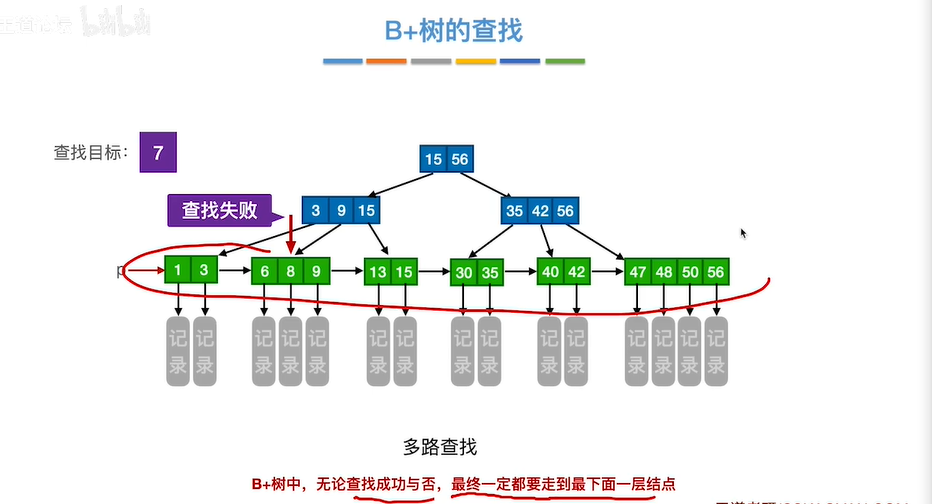 B+树的查找
查找目标： 7
15 56
查找失败
3 9 15
35 42 56
p
1 3
6 8 9
13 15
30 35
40 42
47 48 50 56
记录 记录 记录 记录 记录 记录 记录 记录 记录 记录 记录 记录 记录 记录 记录
多路查找
B+树中，无论查找成功与否，最终一定都要走到最下面一层结点